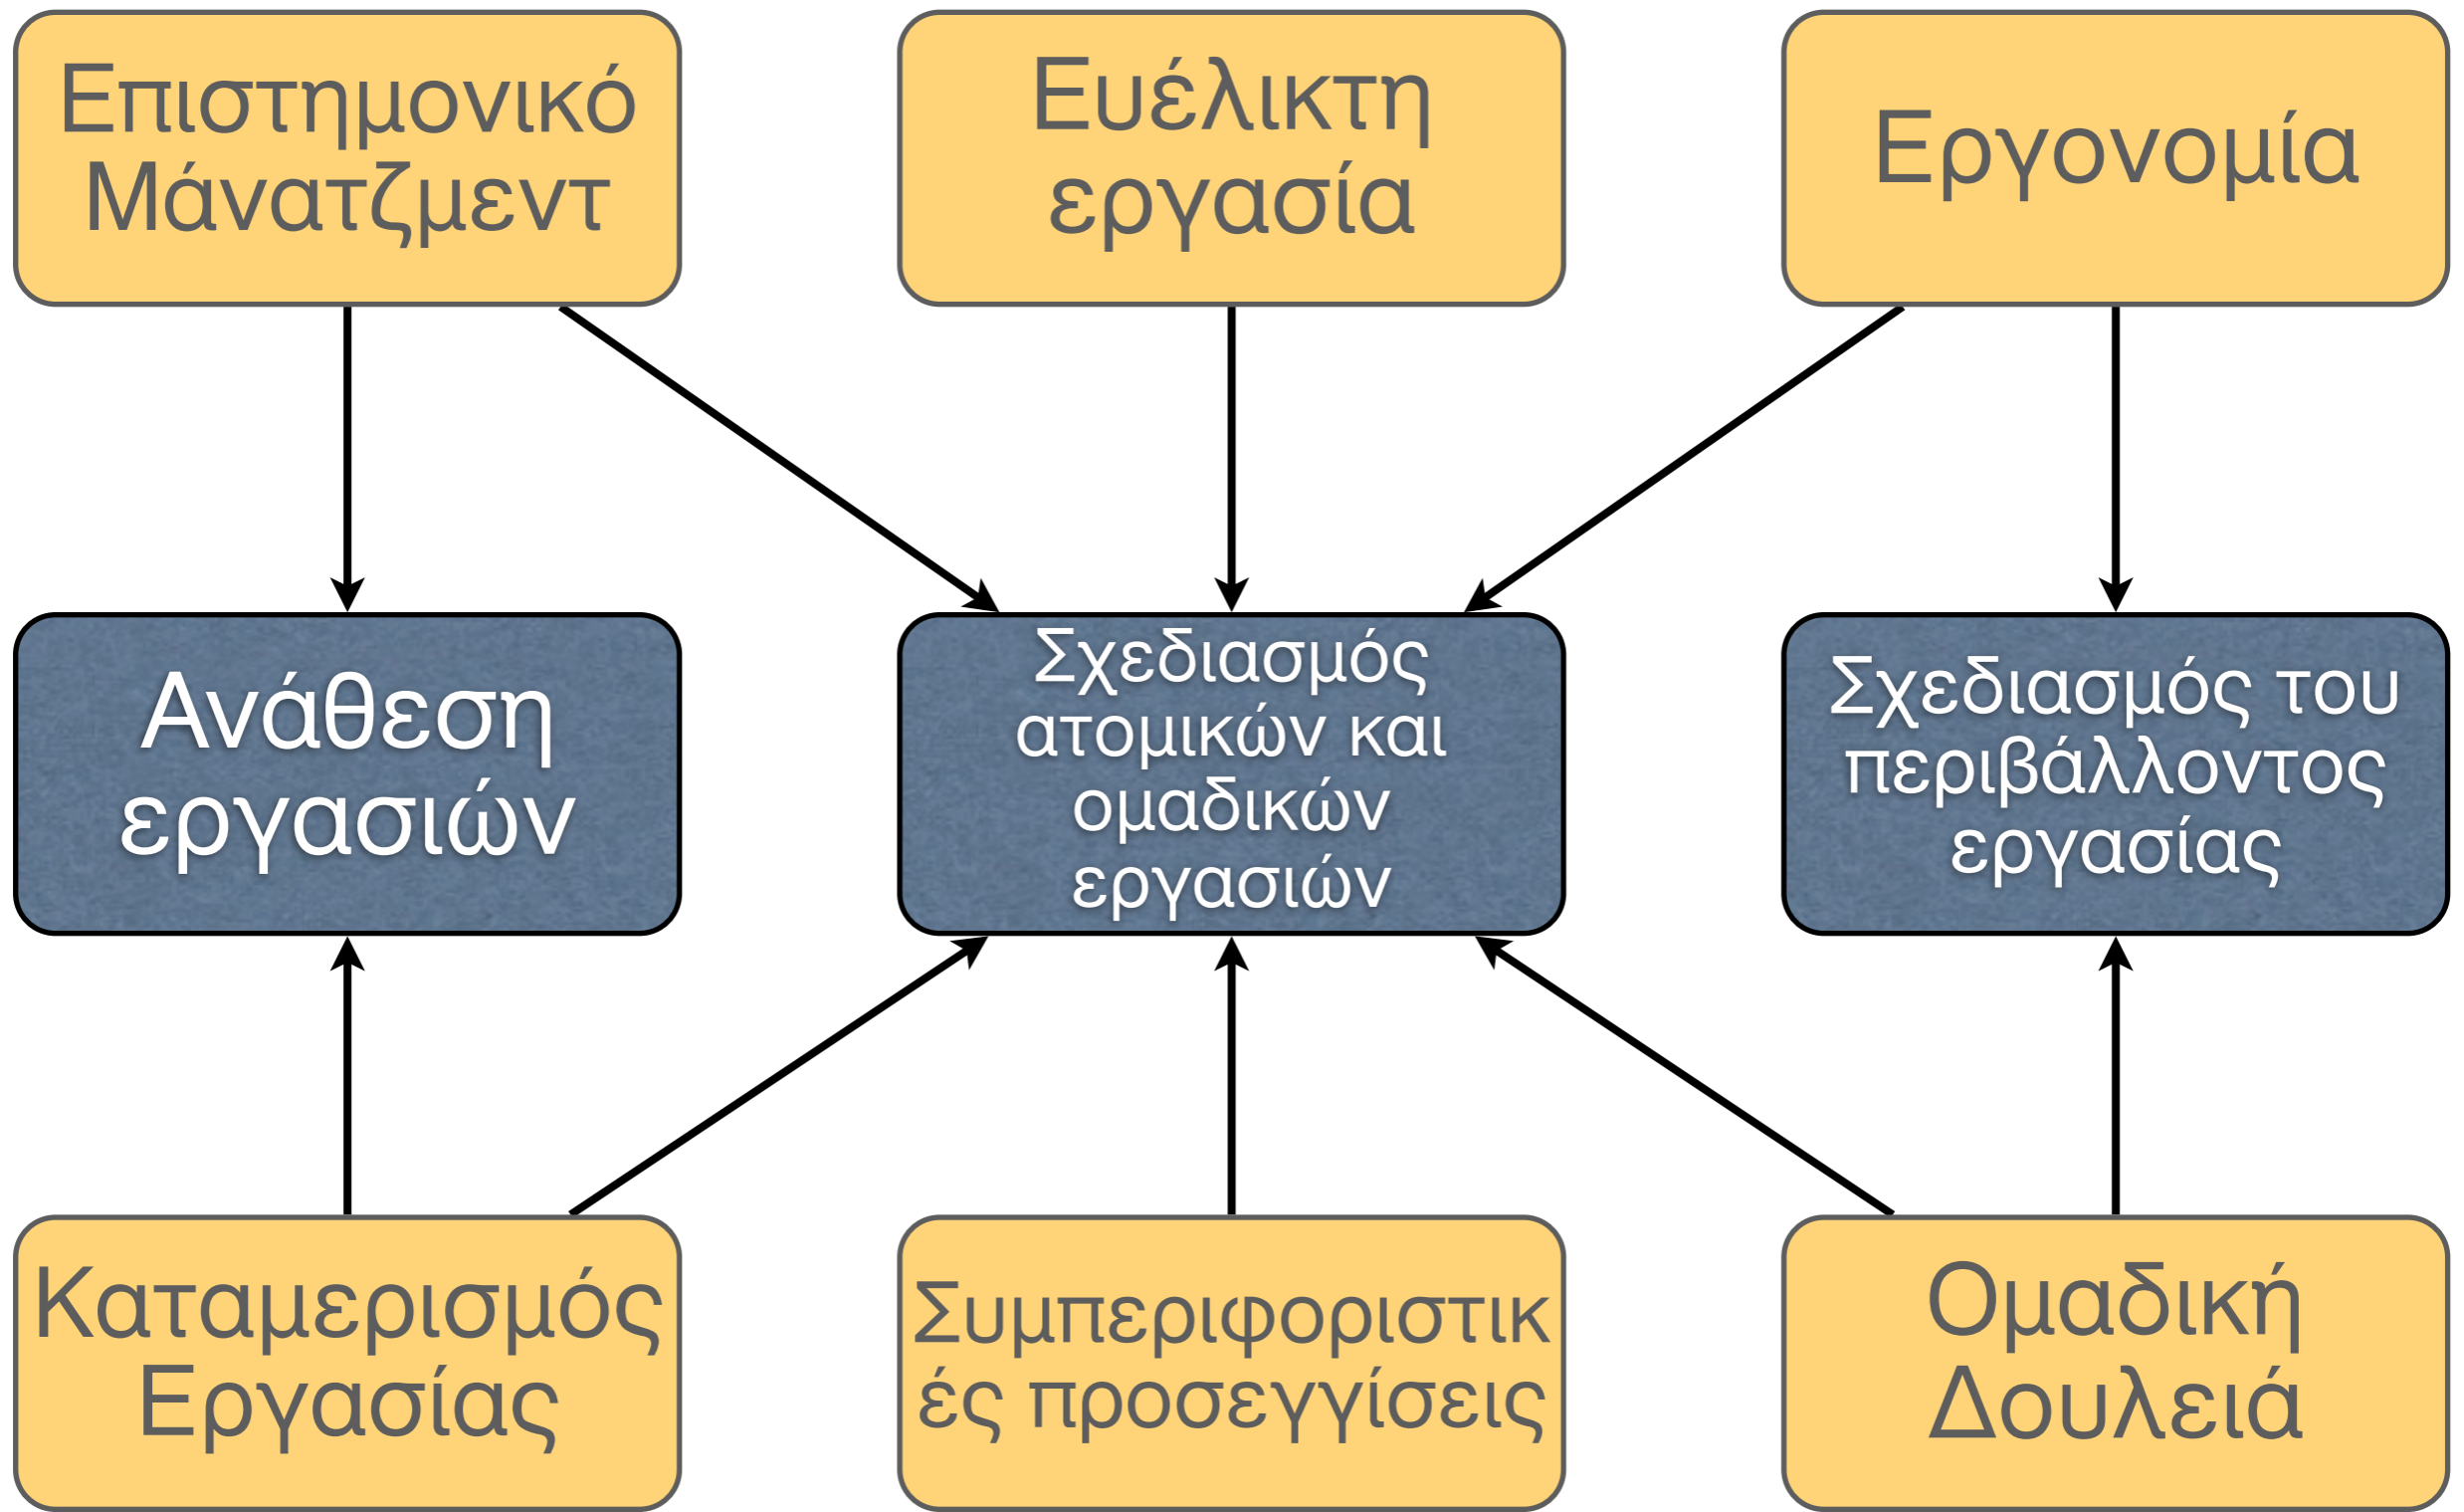 Επιστημονικό
Μάνατζμεντ
Ευέλικτη
εργασία
Εργονομία
Ανάθεση
εργασιών
Σχεδιασμός
ατομικών και
ομαδικών
εργασιών
Σχεδιασμός του
περιβάλλοντος
εργασίας
Καταμερισμός
Εργασίας
Συμπεριφοριστικ
ές προσεγγίσεις
Ομαδική
Δουλειά